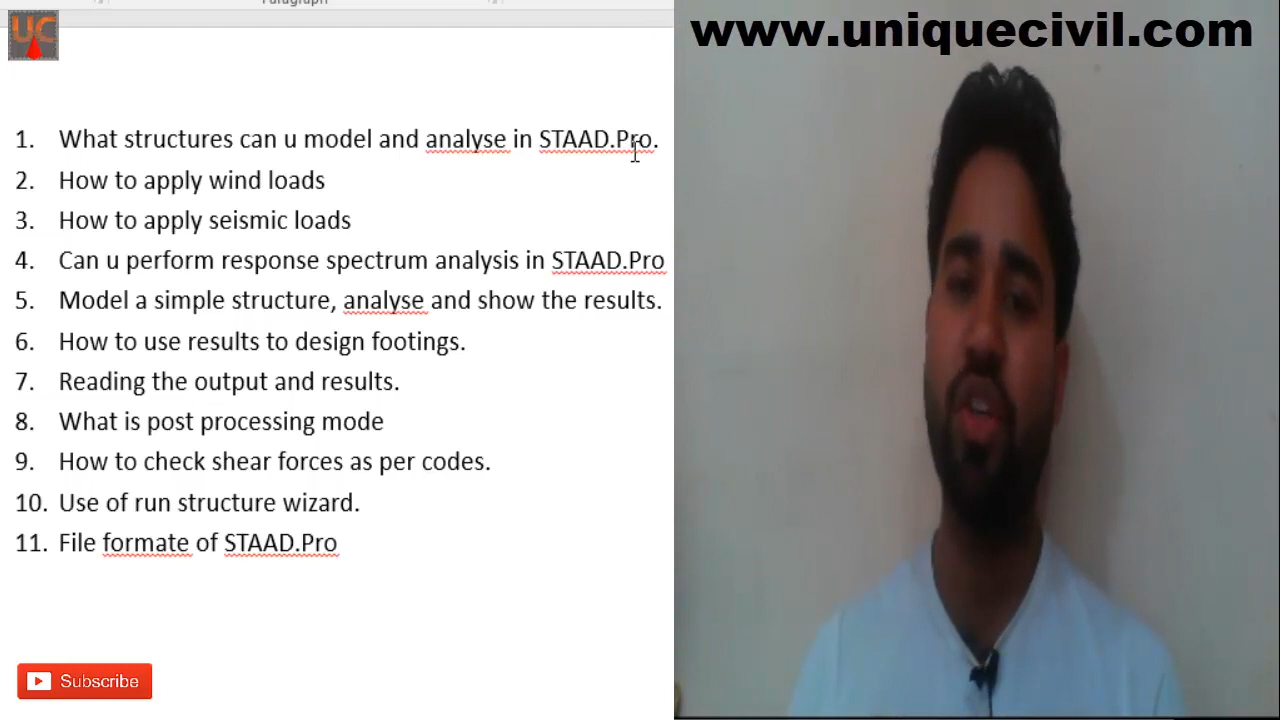 UC
www.uniquecivil.com
1. What structures can u model and analyse in STAAD.Pro.
2. How to apply wind loads
3. How to apply seismic loads
4. Can u perform response spectrum analysis in STAAD.Pro
5. Model a simple structure, analyse and show the results.
6. How to use results to design footings.
7. Reading the output and results.
8. What is post processing mode
9. How to check shear forces as per codes.
10. Use of run structure wizard.
11. File formate of STAAD.Pro
Subscribe